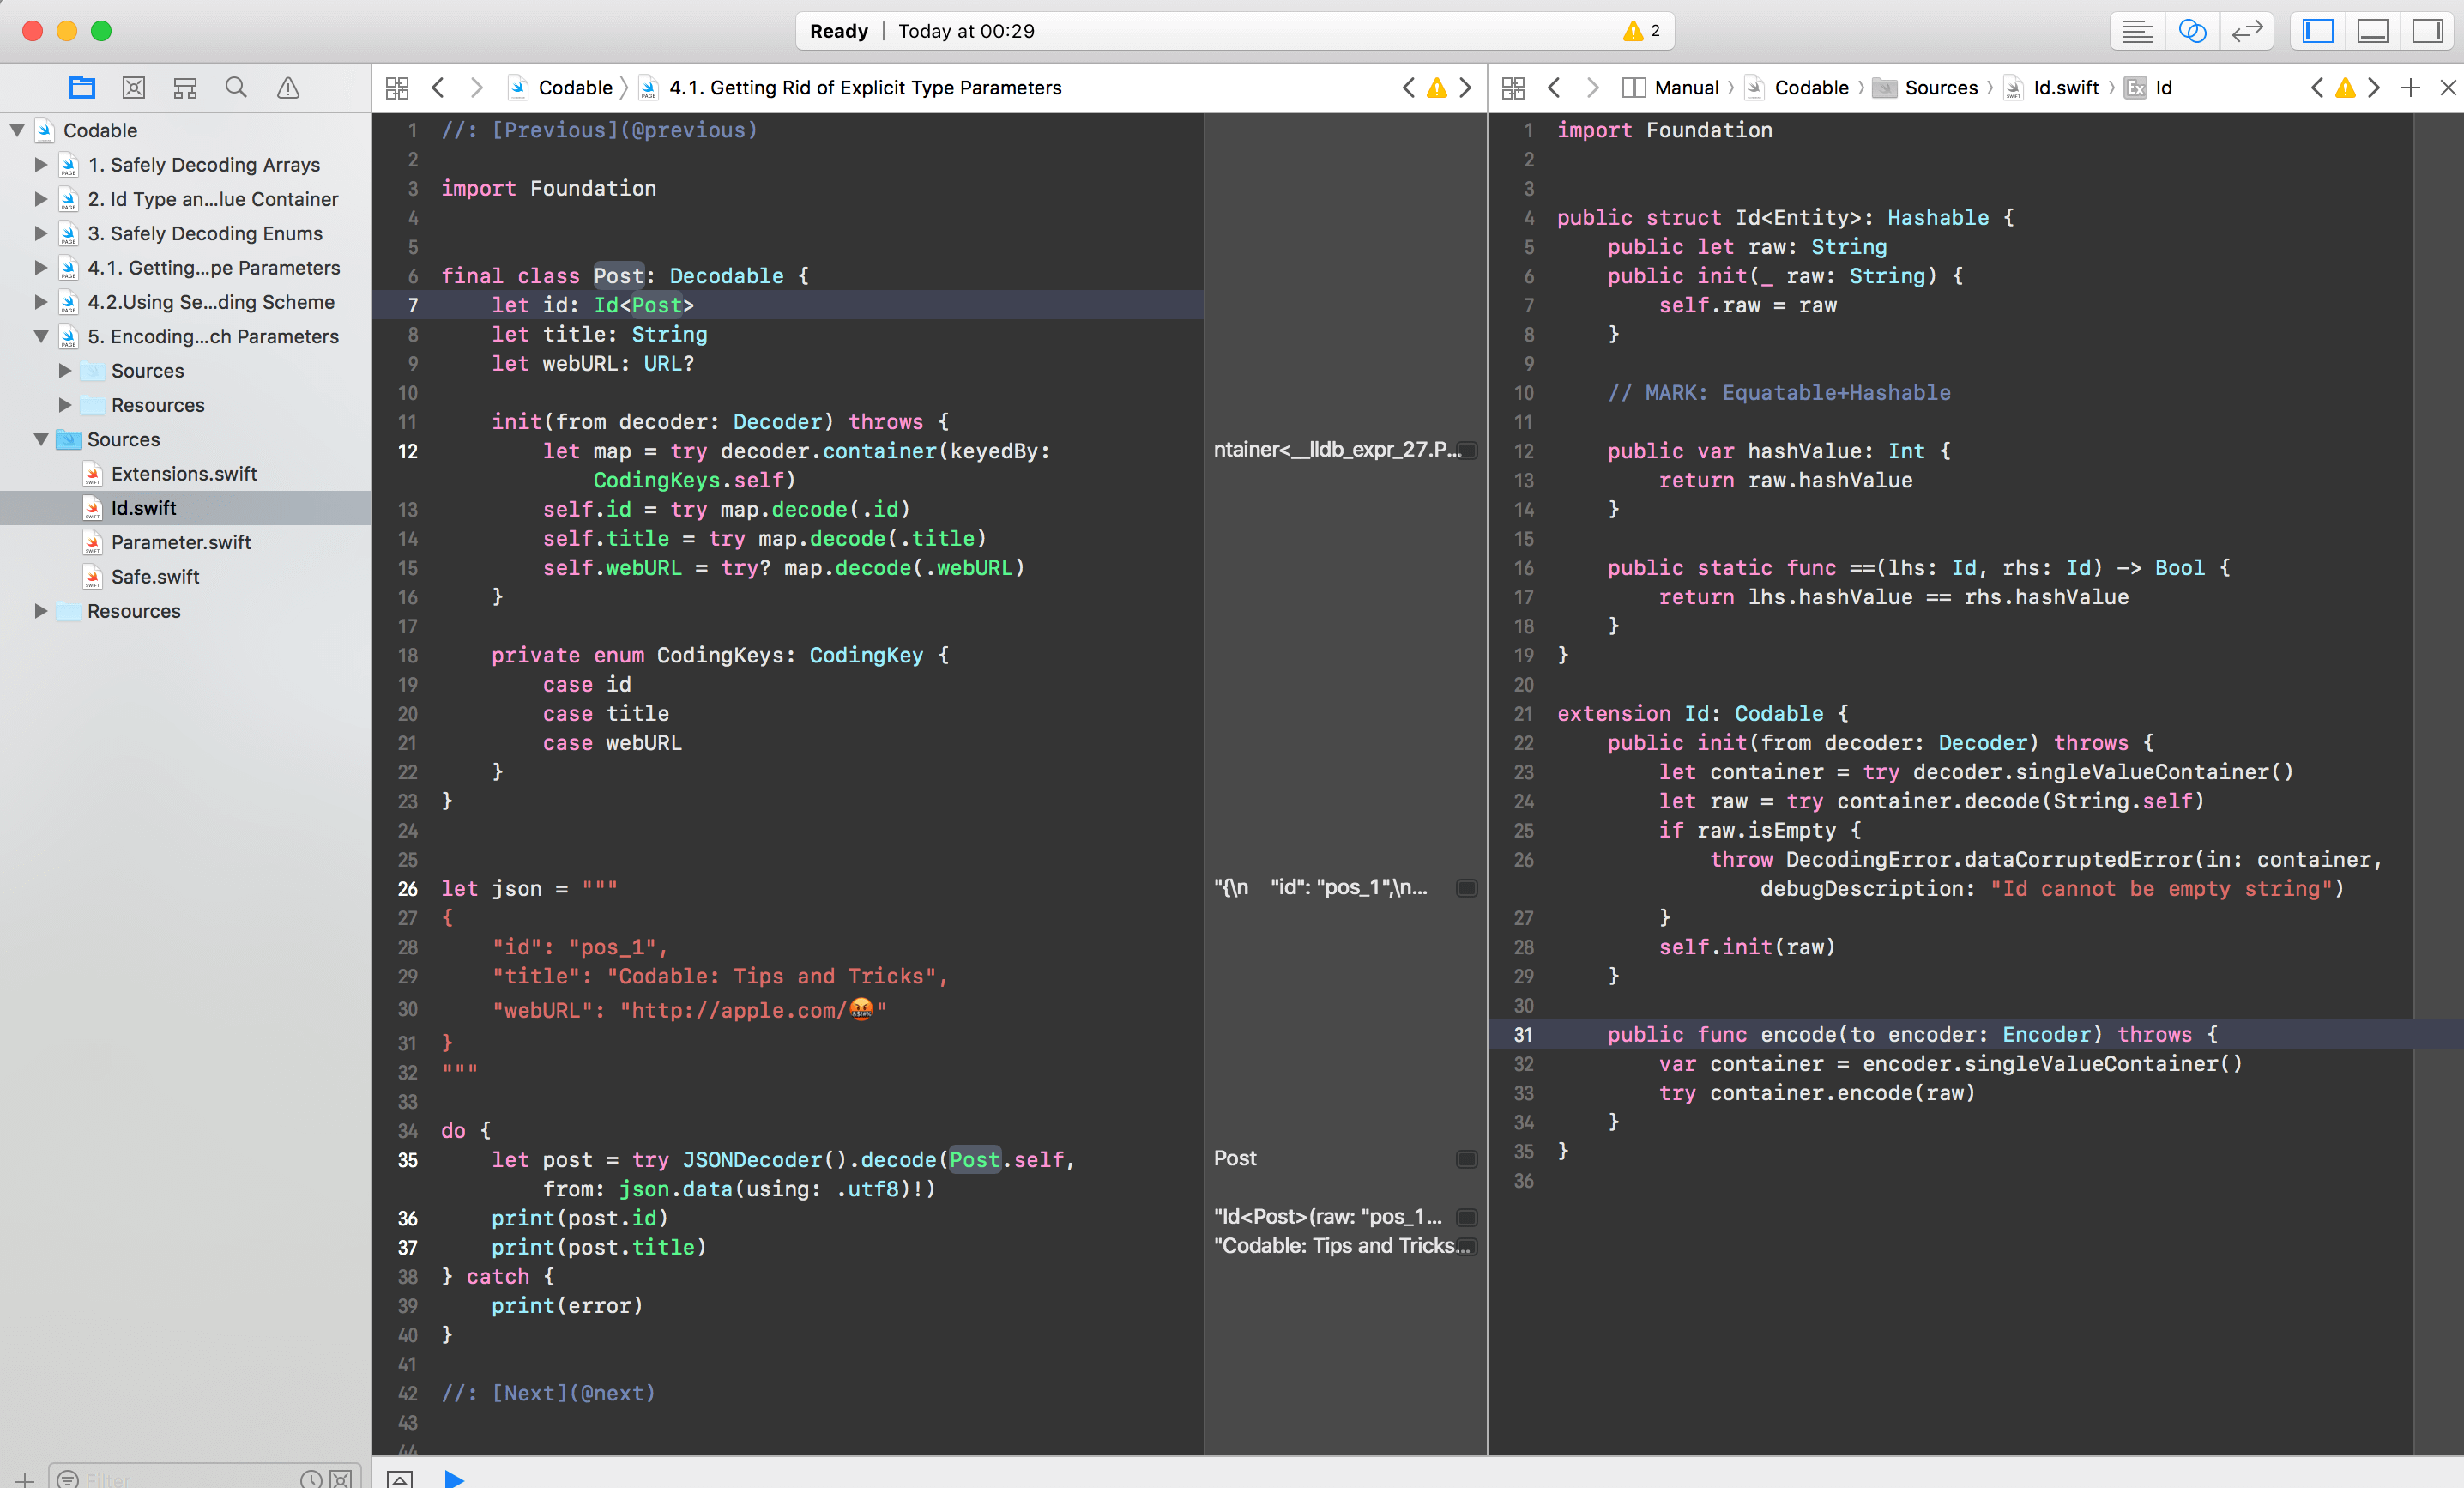 Ready | Today at 00:29 2
Codable
1. Safely Decoding Arrays
2. Id Type an...lue Container
3. Safely Decoding Enums
4.1. Getting...pe Parameters
4.2.Using Se...ding Scheme
5. Encoding...ch Parameters
Sources
Resources
Sources
Extensions.swift
Id.swift
Parameter.swift
Safe.swift
Resources
Filter
Codable 4.1. Getting Rid of Explicit Type Parameters
1 //: [Previous](@previous)
2
3 import Foundation
4
5
6 final class Post: Decodable {
7     let id: Id<Post>
8     let title: String
9     let webURL: URL?
10
11     init(from decoder: Decoder) throws {
12         let map = try decoder.container(keyedBy:
            CodingKeys.self)
13         self.id = try map.decode(.id)
14         self.title = try map.decode(.title)
15         self.webURL = try? map.decode(.webURL)
16     }
17
18     private enum CodingKeys: CodingKey {
19         case id
20         case title
21         case webURL
22     }
23 }
24
25
26 let json = """
27 {
28     "id": "pos_1",
29     "title": "Codable: Tips and Tricks",
30     "webURL": "http://apple.com/🤬"
31 }
32 """
33
34 do {
35     let post = try JSONDecoder().decode(Post.self,
        from: json.data(using: .utf8)!)
36     print(post.id)
37     print(post.title)
38 } catch {
39     print(error)
40 }
41
42 //: [Next](@next)
43
44
ntainer<__lldb_expr_27.P...
"{\n    "id": "pos_1",\n...
Post
"Id<Post>(raw: "pos_1...
"Codable: Tips and Tricks...
Manual Codable Sources Id.swift Ex Id
1 import Foundation
2
3
4 public struct Id<Entity>: Hashable {
5     public let raw: String
6     public init(_ raw: String) {
7         self.raw = raw
8     }
9
10     // MARK: Equatable+Hashable
11
12     public var hashValue: Int {
13         return raw.hashValue
14     }
15
16     public static func ==(lhs: Id, rhs: Id) -> Bool {
17         return lhs.hashValue == rhs.hashValue
18     }
19 }
20
21 extension Id: Codable {
22     public init(from decoder: Decoder) throws {
23         let container = try decoder.singleValueContainer()
24         let raw = try container.decode(String.self)
25         if raw.isEmpty {
26             throw DecodingError.dataCorruptedError(in: container,
                debugDescription: "Id cannot be empty string")
27         }
28         self.init(raw)
29     }
30
31     public func encode(to encoder: Encoder) throws {
32         var container = encoder.singleValueContainer()
33         try container.encode(raw)
34     }
35 }
36